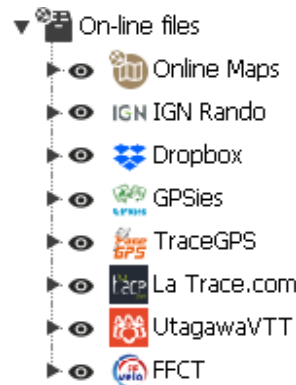 On-line files
Online Maps
IGN IGN Rando
Dropbox
GPSies
TraceGPS
La Trace.com
UtagawaVTT
FFCT